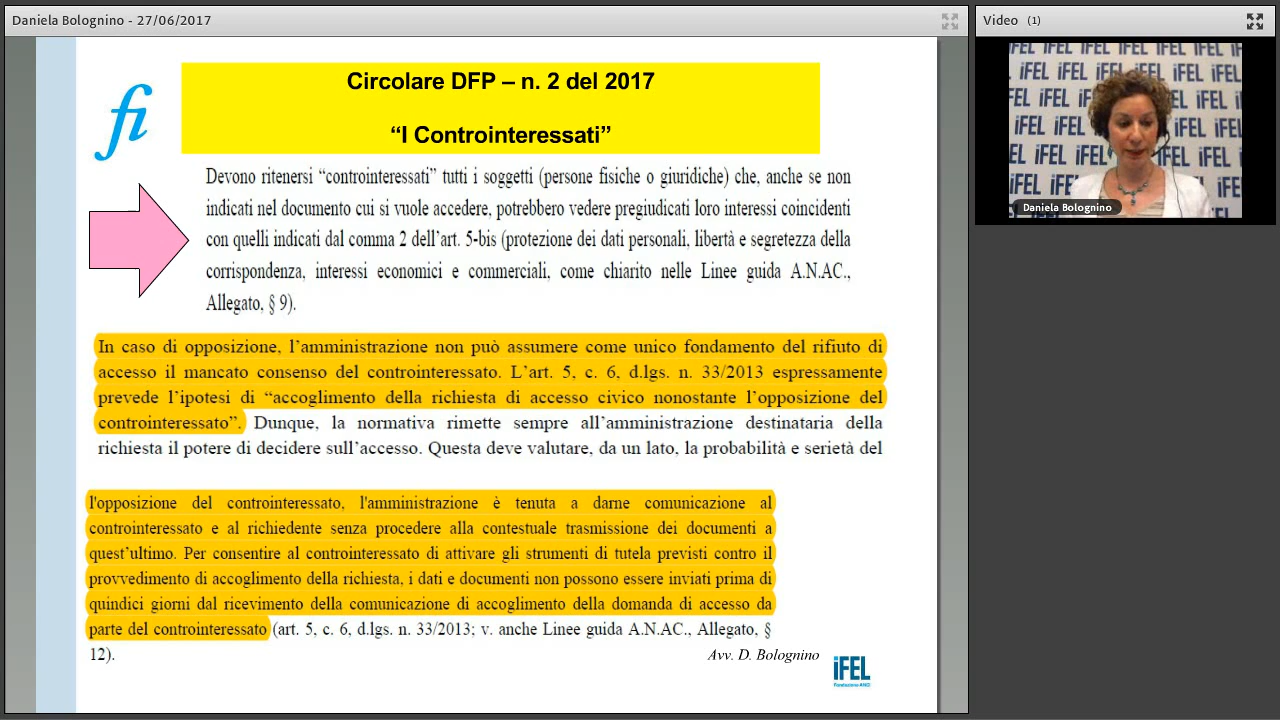 Daniela Bolognino - 27/06/2017
Video (1)
fi
Circolare DFP – n. 2 del 2017
“I Controinteressati”
Devono ritenersi “controinteressati” tutti i soggetti (persone fisiche o giuridiche) che, anche se non
indicati nel documento cui si vuole accedere, potrebbero vedere pregiudicati loro interessi coincidenti
con quelli indicati dal comma 2 dell’art. 5-bis (protezione dei dati personali, libertà e segretezza della
corrispondenza, interessi economici e commerciali, come chiarito nelle Linee guida A.N.AC.,
Allegato, § 9).
In caso di opposizione, l’amministrazione non può assumere come unico fondamento del rifiuto di
accesso il mancato consenso del controinteressato. L’art. 5, c. 6, d.lgs. n. 33/2013 espressamente
prevede l’ipotesi di “accoglimento della richiesta di accesso civico nonostante l’opposizione del
controinteressato”. Dunque, la normativa rimette sempre all’amministrazione destinataria della
richiesta il potere di decidere sull’accesso. Questa deve valutare, da un lato, la probabilità e serietà del
l'opposizione del controinteressato, l'amministrazione è tenuta a darne comunicazione al
controinteressato e al richiedente senza procedere alla contestuale trasmissione dei documenti a
quest’ultimo. Per consentire al controinteressato di attivare gli strumenti di tutela previsti contro il
provvedimento di accoglimento della richiesta, i dati e documenti non possono essere inviati prima di
quindici giorni dal ricevimento della comunicazione di accoglimento della domanda di accesso da
parte del controinteressato (art. 5, c. 6, d.lgs. n. 33/2013; v. anche Linee guida A.N.AC., Allegato, §
12).
Avv. D. Bolognino
iFEL
Fondazione ANCI
iFEL iFEL iFEL iFEL
Daniela Bolognino